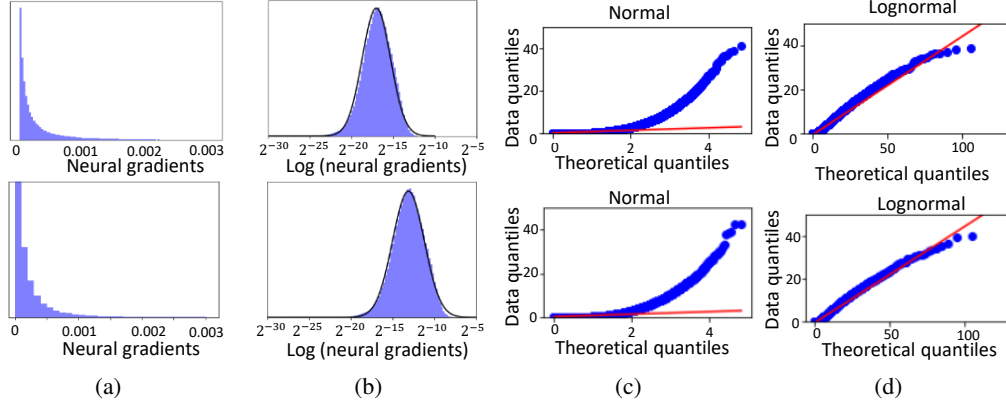 Normal
Lognormal
Data quantiles
40
20
0
0
2
4
Theoretical quantiles
Data quantiles
40
20
0
0
50
100
Theoretical quantiles
0
0.001
0.002
0.003
Neural gradients
2⁻³⁰ 2⁻²⁵ 2⁻²⁰ 2⁻¹⁵ 2⁻¹⁰ 2⁻⁵
Log (neural gradients)
Normal
Lognormal
Data quantiles
40
20
0
0
2
4
Theoretical quantiles
Data quantiles
40
20
0
0
50
100
Theoretical quantiles
0
0.001
0.002
0.003
Neural gradients
2⁻³⁰ 2⁻²⁵ 2⁻²⁰ 2⁻¹³ 2⁻¹⁰ 2⁻⁵
Log (neural gradients)
(a)
(b)
(c)
(d)